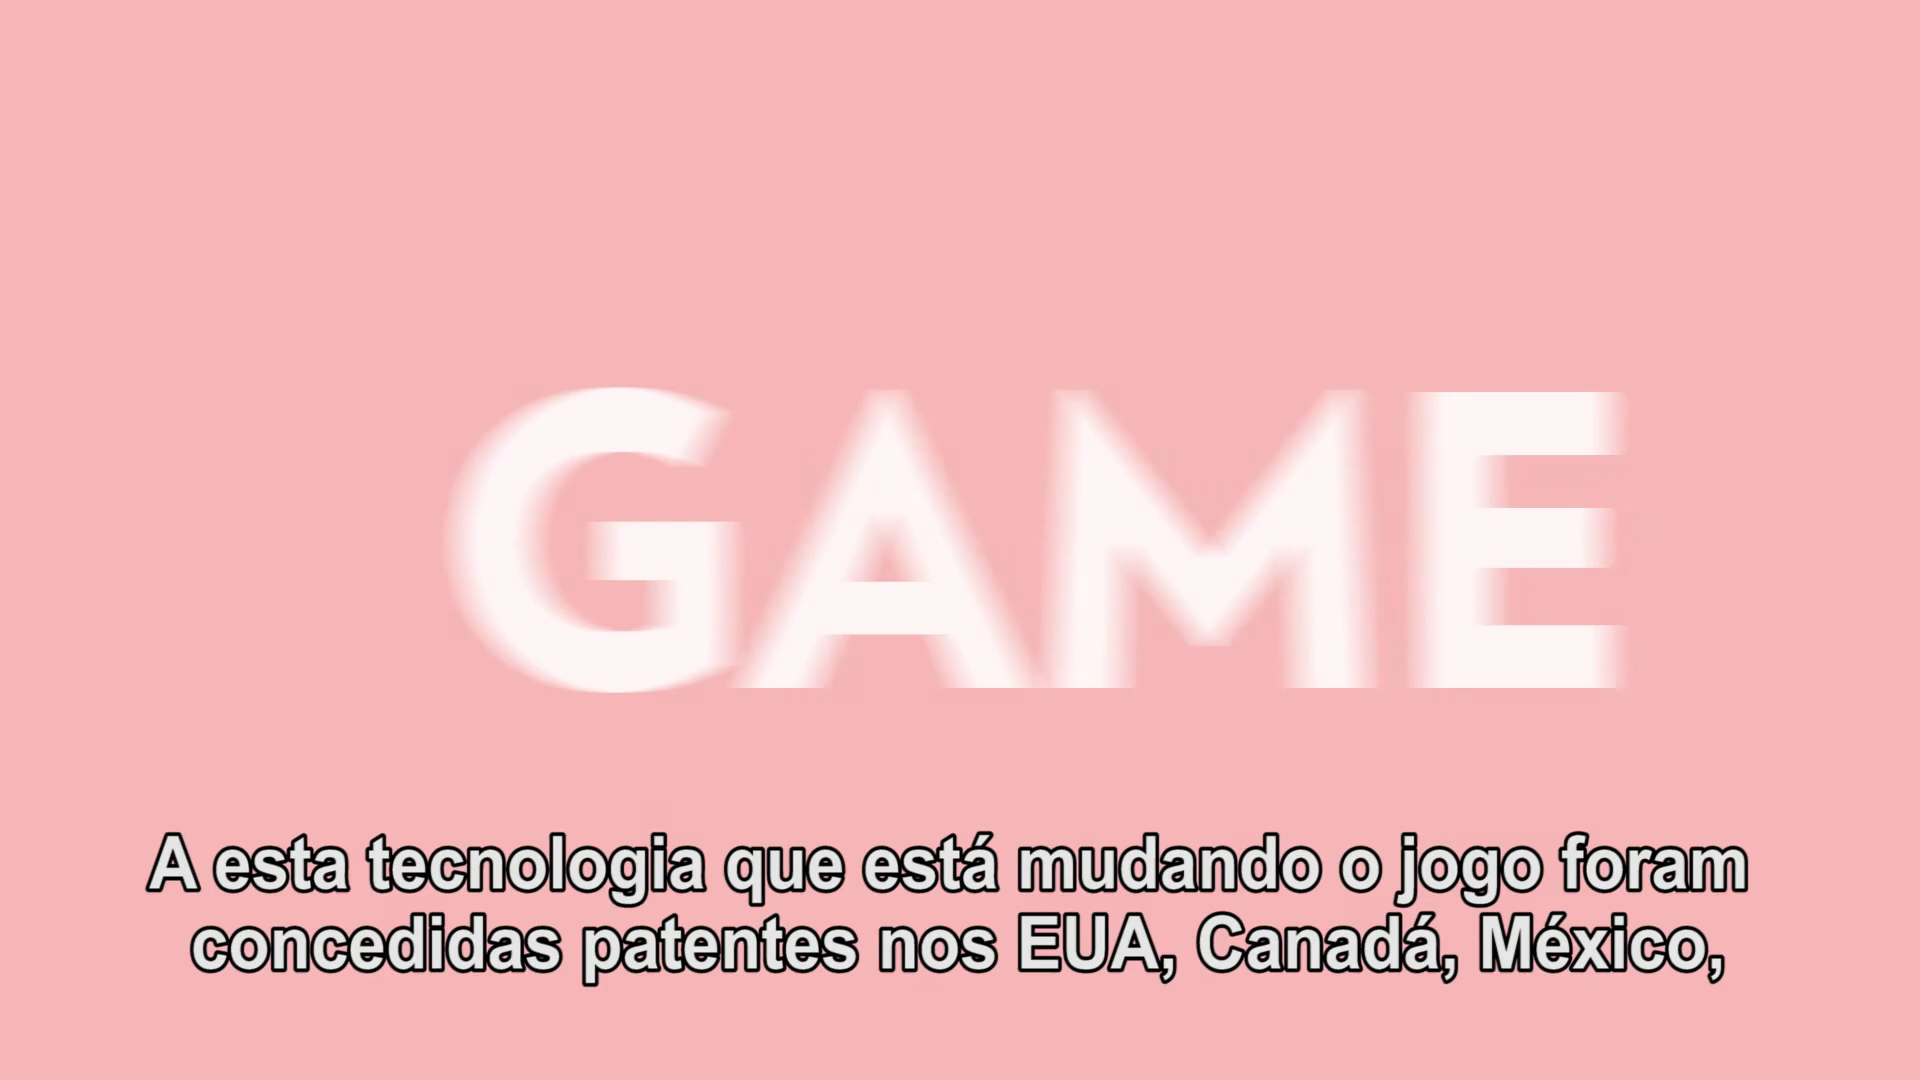 GAME
A esta tecnologia que está mudando o jogo foram
concedidas patentes nos EUA, Canadá, México,